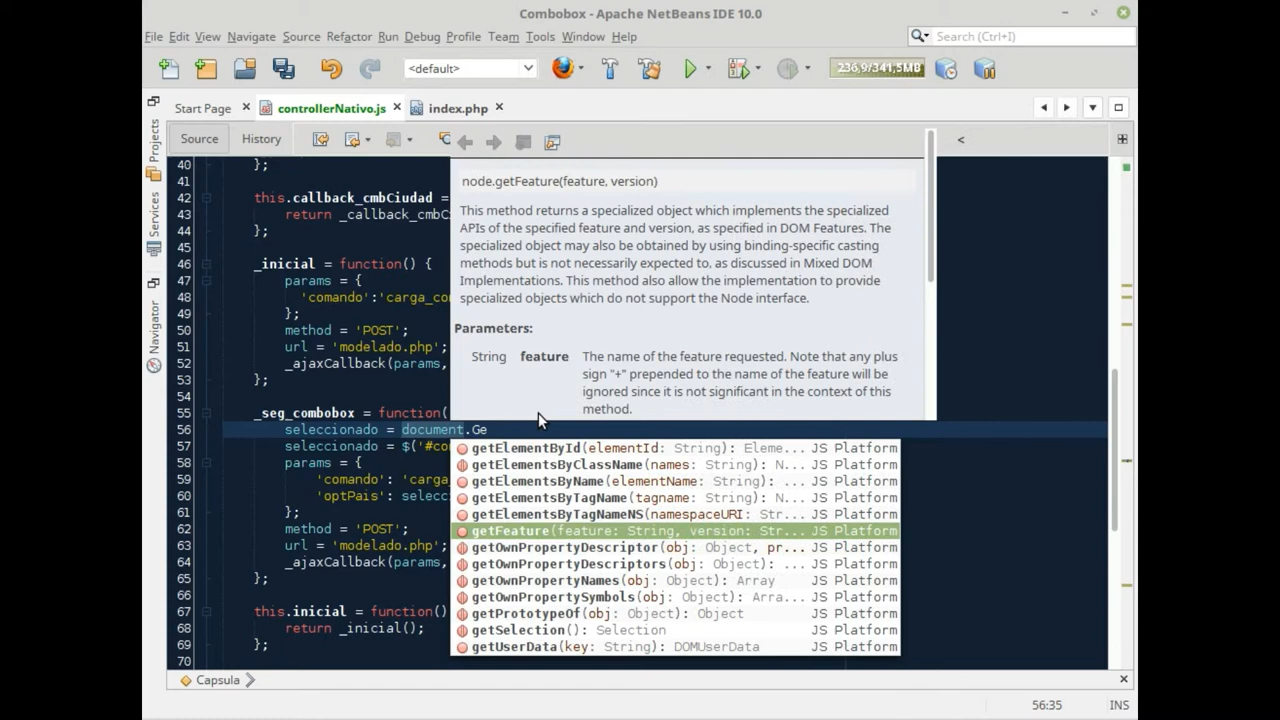 Combobox - Apache NetBeans IDE 10.0
File Edit View Navigate Source Refactor Run Debug Profile Team Tools Window Help
Search (Ctrl+I)
<default>
236,9/341,5MB
Start Page
controllerNativo.js
index.php
Source
History
Projects
Services
Navigator
40 };
41
42 this.callback_cmbCiudad =
43 return _callback_cmbC
44 };
45
46 _inicial = function() {
47 params = {
48 'comando':'carga_co
49 };
50 method = 'POST';
51 url = 'modelado.php';
52 _ajaxCallback(params,
53 };
54
55 _seg_combobox = function(
56 seleccionado = document.Ge
57 seleccionado = $('#co
58 params = {
59 'comando': 'carga_
60 'optPais': selecc
61 };
62 method = 'POST';
63 url = 'modelado.php';
64 _ajaxCallback(params,
65 };
66
67 this.inicial = function()
68 return _inicial();
69 };
70
node.getFeature(feature, version)
This method returns a specialized object which implements the specialized
APIs of the specified feature and version, as specified in DOM Features. The
specialized object may also be obtained by using binding-specific casting
methods but is not necessarily expected to, as discussed in Mixed DOM
Implementations. This method also allow the implementation to provide
specialized objects which do not support the Node interface.
Parameters:
String feature The name of the feature requested. Note that any plus
sign "+" prepended to the name of the feature will be
ignored since it is not significant in the context of this
method.
getElementById(elementId: String): Eleme... JS Platform
getElementsByClassName(names: String): N... JS Platform
getElementsByName(elementName: String): ... JS Platform
getElementsByTagName(tagname: String): N... JS Platform
getElementsByTagNameNS(namespaceURI: Str... JS Platform
getFeature(feature: String, version: Str... JS Platform
getOwnPropertyDescriptor(obj: Object, pr... JS Platform
getOwnPropertyDescriptors(obj: Object): ... JS Platform
getOwnPropertyNames(obj: Object): Array JS Platform
getOwnPropertySymbols(obj: Object): Arra... JS Platform
getPrototypeOf(obj: Object): Object JS Platform
getSelection(): Selection JS Platform
getUserData(key: String): DOMUserData JS Platform
Capsula
56:35 INS